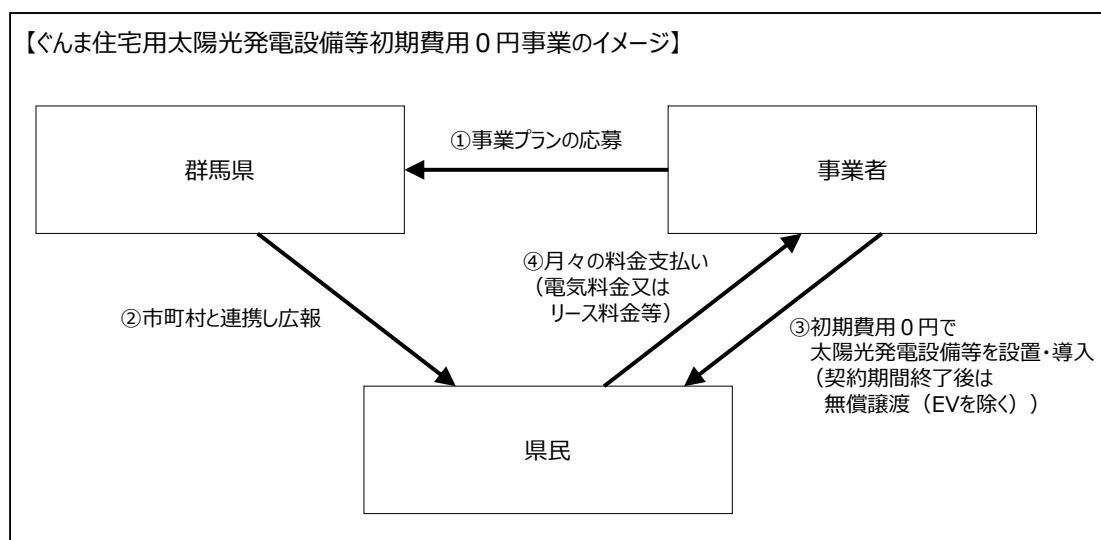 【ぐんま住宅用太陽光発電設備等初期費用０円事業のイメージ】
群馬県
①事業プランの応募
事業者
②市町村と連携し広報
④月々の料金支払い
（電気料金又は
リース料金等）
③初期費用０円で
太陽光発電設備等を設置・導入
（契約期間終了後は
無償譲渡（EVを除く））
県民